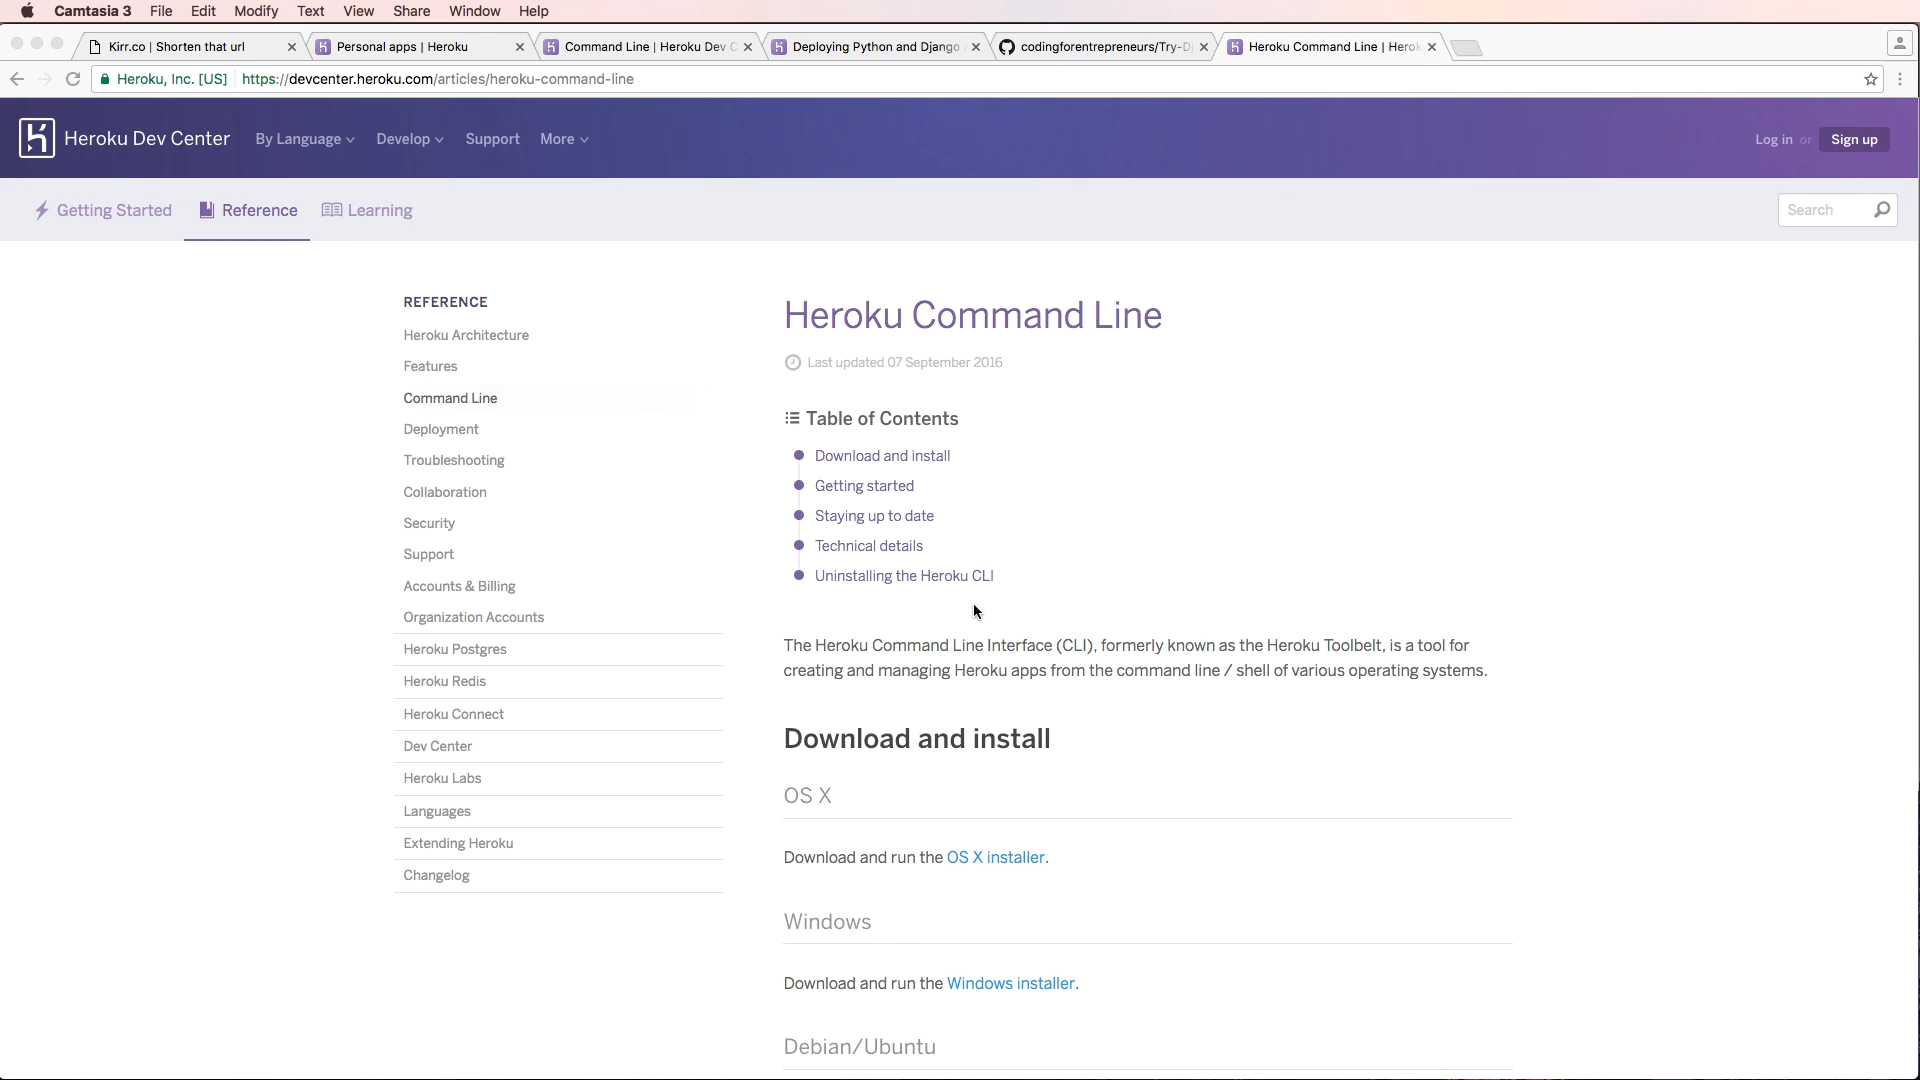 Camtasia 3 File Edit Modify Text View Share Window Help
Kirr.co | Shorten that url
Personal apps | Heroku
Command Line | Heroku Dev C
Deploying Python and Django
codingforentrepreneurs/Try-D
Heroku Command Line | Herok
Heroku, Inc. [US] https://devcenter.heroku.com/articles/heroku-command-line
Heroku Dev Center By Language Develop Support More Log in or Sign up
Getting Started Reference Learning Search
REFERENCE
Heroku Architecture
Features
Command Line
Deployment
Troubleshooting
Collaboration
Security
Support
Accounts & Billing
Organization Accounts
Heroku Postgres
Heroku Redis
Heroku Connect
Dev Center
Heroku Labs
Languages
Extending Heroku
Changelog
Heroku Command Line
Last updated 07 September 2016
Table of Contents
Download and install
Getting started
Staying up to date
Technical details
Uninstalling the Heroku CLI
The Heroku Command Line Interface (CLI), formerly known as the Heroku Toolbelt, is a tool for
creating and managing Heroku apps from the command line / shell of various operating systems.
Download and install
OS X
Download and run the OS X installer.
Windows
Download and run the Windows installer.
Debian/Ubuntu